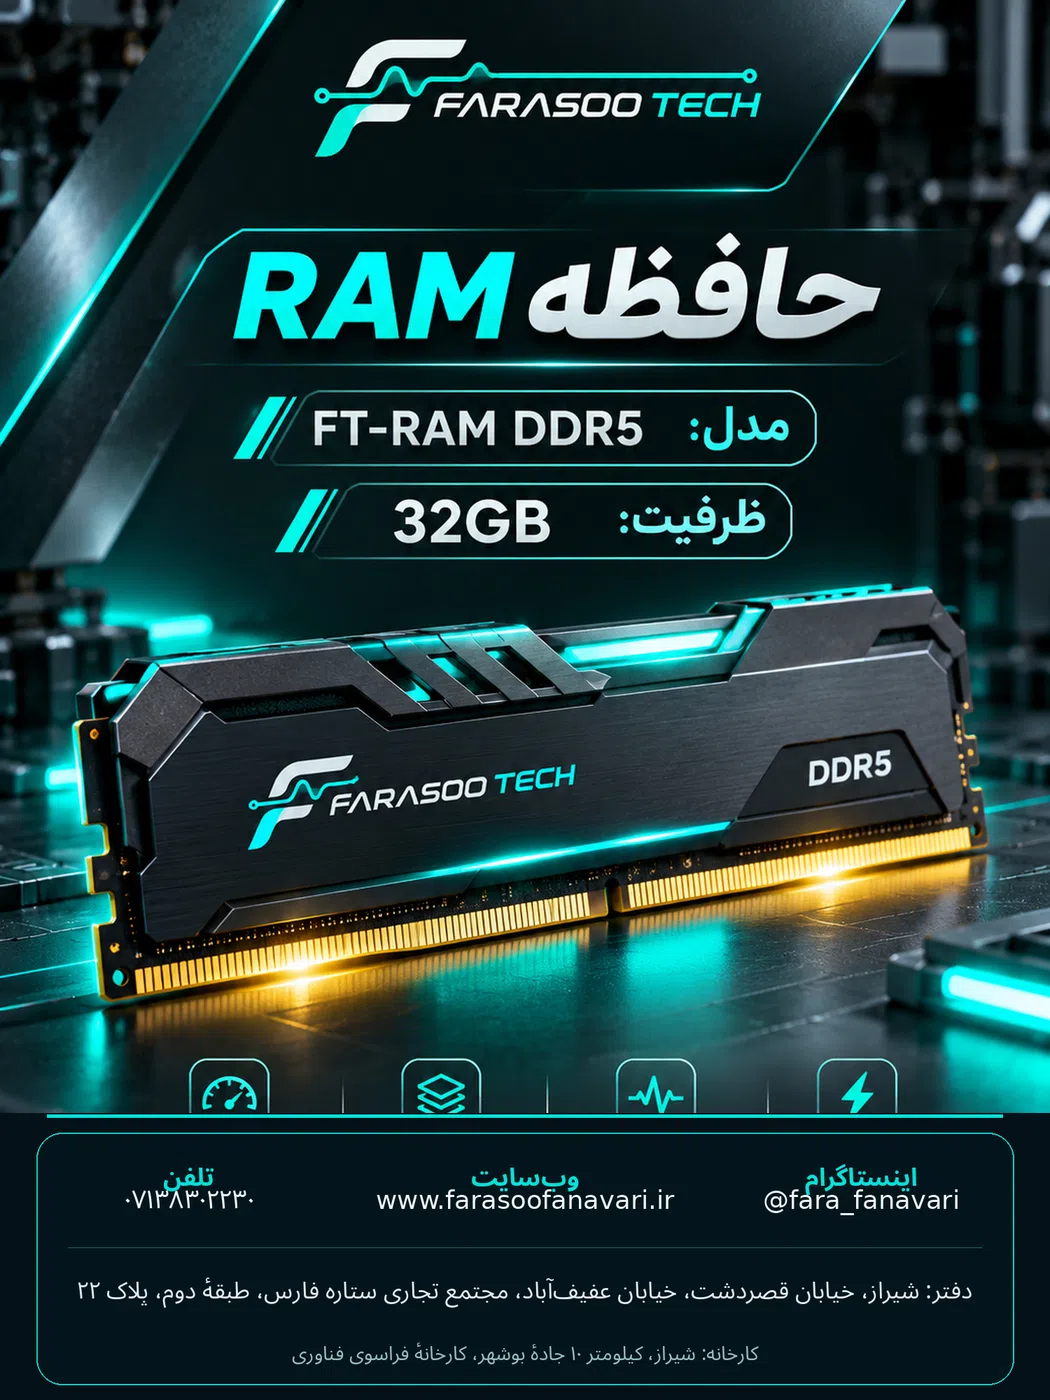 FARASOO TECH
حافظه RAM
مدل: FT-RAM DDR5
ظرفیت: 32GB
FARASOO TECH
DDR5
اینستاگرام
@fara_fanavari
وب‌سایت
www.farasoofanavari.ir
تلفن
۰۷۱۳۸۳۰۲۲۳۰
دفتر: شیراز، خیابان قصردشت، خیابان عفیف‌آباد، مجتمع تجاری ستاره فارس، طبقهٔ دوم، پلاک ۲۲
کارخانه: شیراز، کیلومتر ۱۰ جادهٔ بوشهر، کارخانهٔ فراسوی فناوری